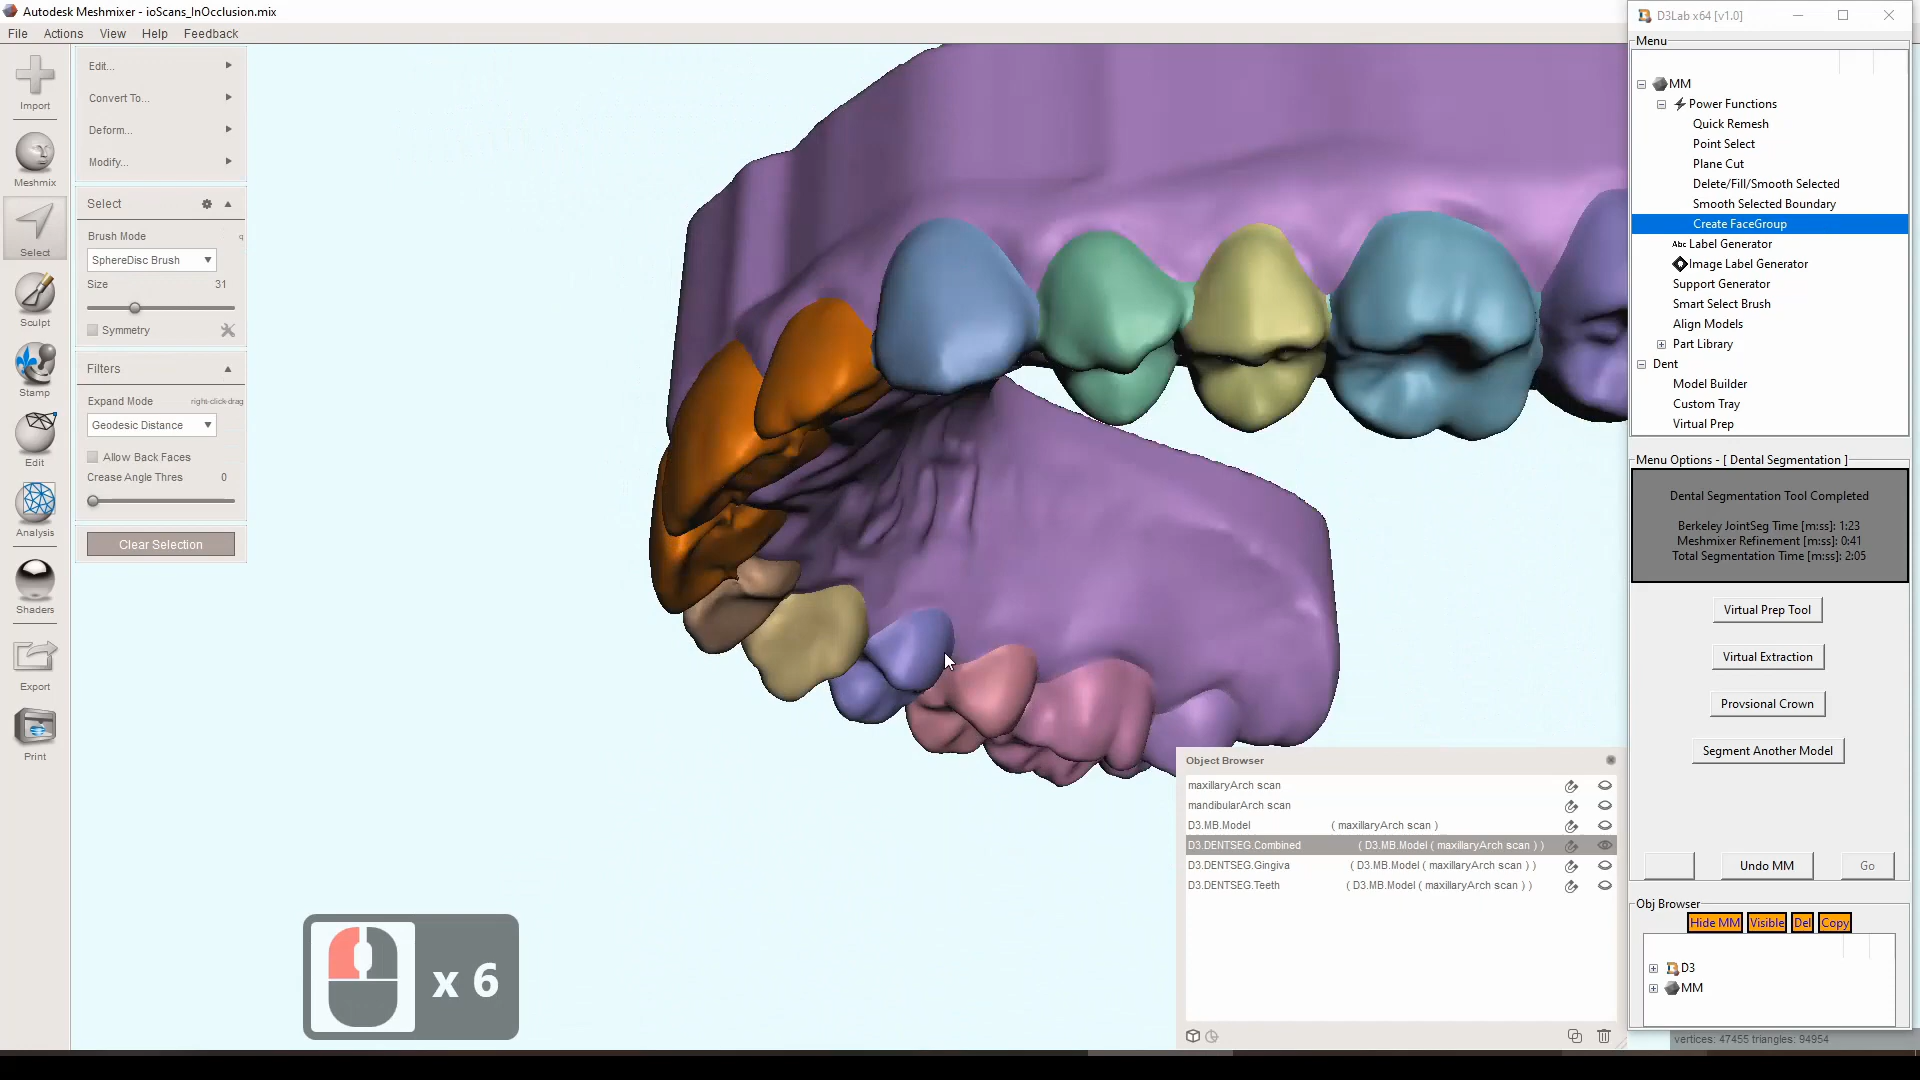 Autodesk Meshmixer - ioScans_InOcclusion.mix
File Actions View Help Feedback
Import
Meshmix
Select
Sculpt
Stamp
Edit
Analysis
Shaders
Export
Print
Edit...
Convert To...
Deform...
Modify...
Select
Brush Mode q
SphereDisc Brush
Size 31
Symmetry
Filters
Expand Mode right-click-drag
Geodesic Distance
Allow Back Faces
Crease Angle Thres 0
Clear Selection
x 6
Object Browser
maxillaryArch scan
mandibularArch scan
D3.MB.Model ( maxillaryArch scan )
D3.DENTSEG.Combined ( D3.MB.Model ( maxillaryArch scan ) )
D3.DENTSEG.Gingiva ( D3.MB.Model ( maxillaryArch scan ) )
D3.DENTSEG.Teeth ( D3.MB.Model ( maxillaryArch scan ) )
D3Lab x64 [v1.0]
Menu
MM
Power Functions
Quick Remesh
Point Select
Plane Cut
Delete/Fill/Smooth Selected
Smooth Selected Boundary
Create FaceGroup
Abc Label Generator
Image Label Generator
Support Generator
Smart Select Brush
Align Models
Part Library
Dent
Model Builder
Custom Tray
Virtual Prep
Menu Options - [ Dental Segmentation ]
Dental Segmentation Tool Completed
Berkeley JointSeg Time [m:ss]: 1:23
Meshmixer Refinement [m:ss]: 0:41
Total Segmentation Time [m:ss]: 2:05
Virtual Prep Tool
Virtual Extraction
Provsional Crown
Segment Another Model
Undo MM Go
Obj Browser
Hide MM Visible Del Copy
D3
MM
vertices: 47455 triangles: 94954